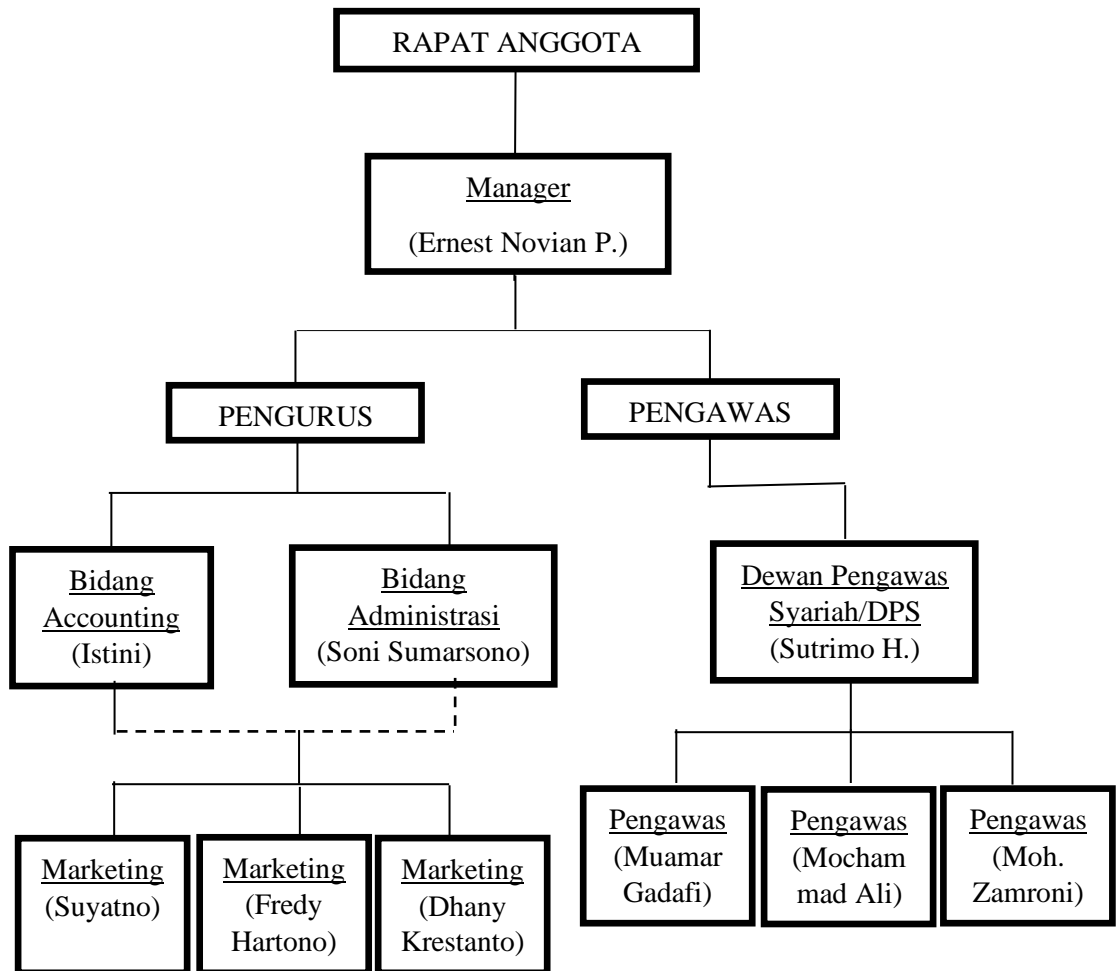 RAPAT ANGGOTA
Manager
(Ernest Novian P.)
PENGURUS
PENGAWAS
Bidang
Accounting
(Istini)
Bidang
Administrasi
(Soni Sumarsono)
Dewan Pengawas
Syariah/DPS
(Sutrimo H.)
Marketing
(Suyatno)
Marketing
(Fredy
Hartono)
Marketing
(Dhany
Krestanto)
Pengawas
(Muamar
Gadafi)
Pengawas
(Mocham
mad Ali)
Pengawas
(Moh.
Zamroni)